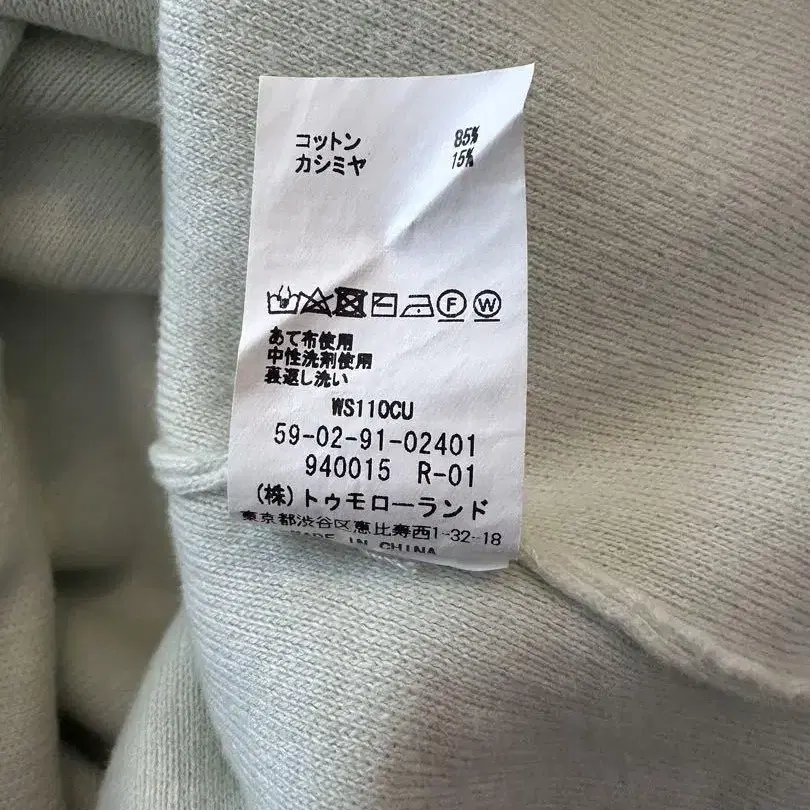 コットン 85%
カシミヤ 15%
F W
あて布使用
中性洗剤使用
裏返し洗い
WS110CU
59-02-91-02401
940015 R-01
(株)トゥモローランド
東京都渋谷区恵比寿西1-32-18
MADE IN CHINA